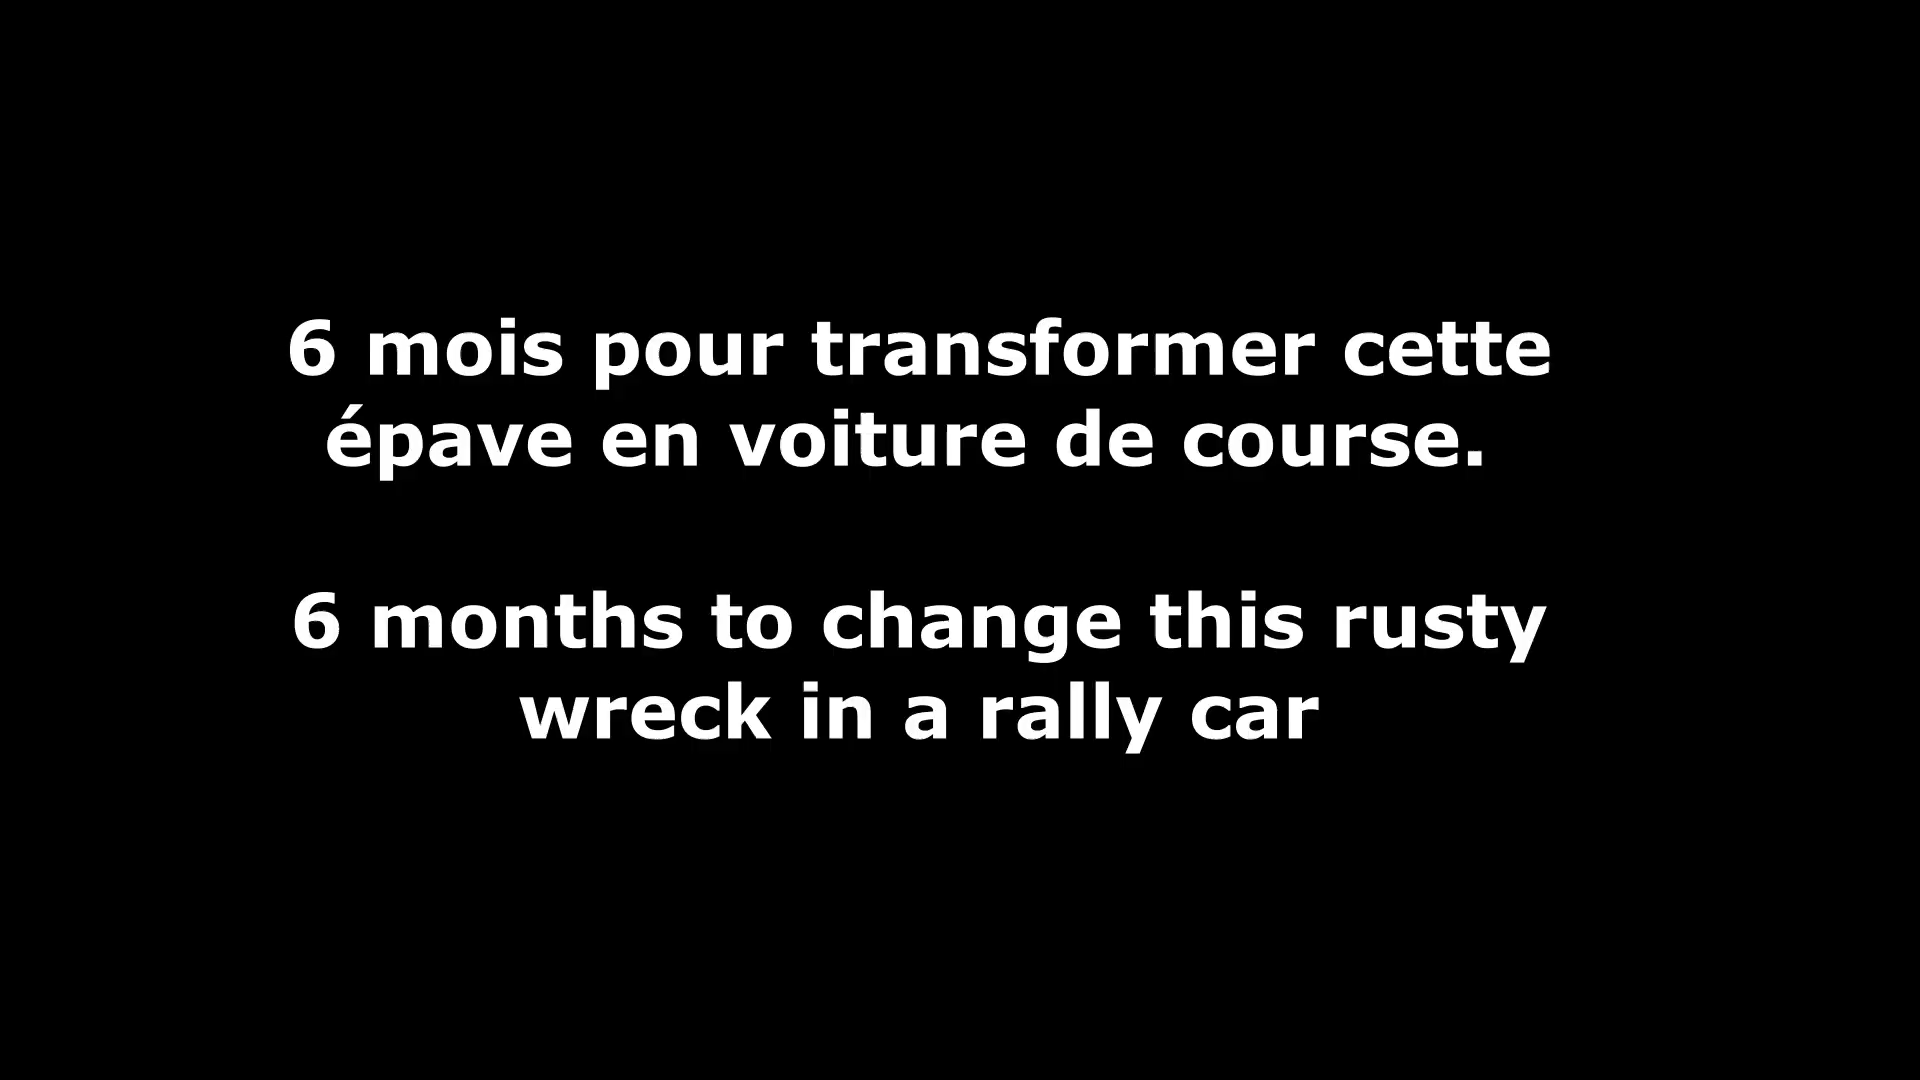 6 mois pour transformer cette
épave en voiture de course.
6 months to change this rusty
wreck in a rally car